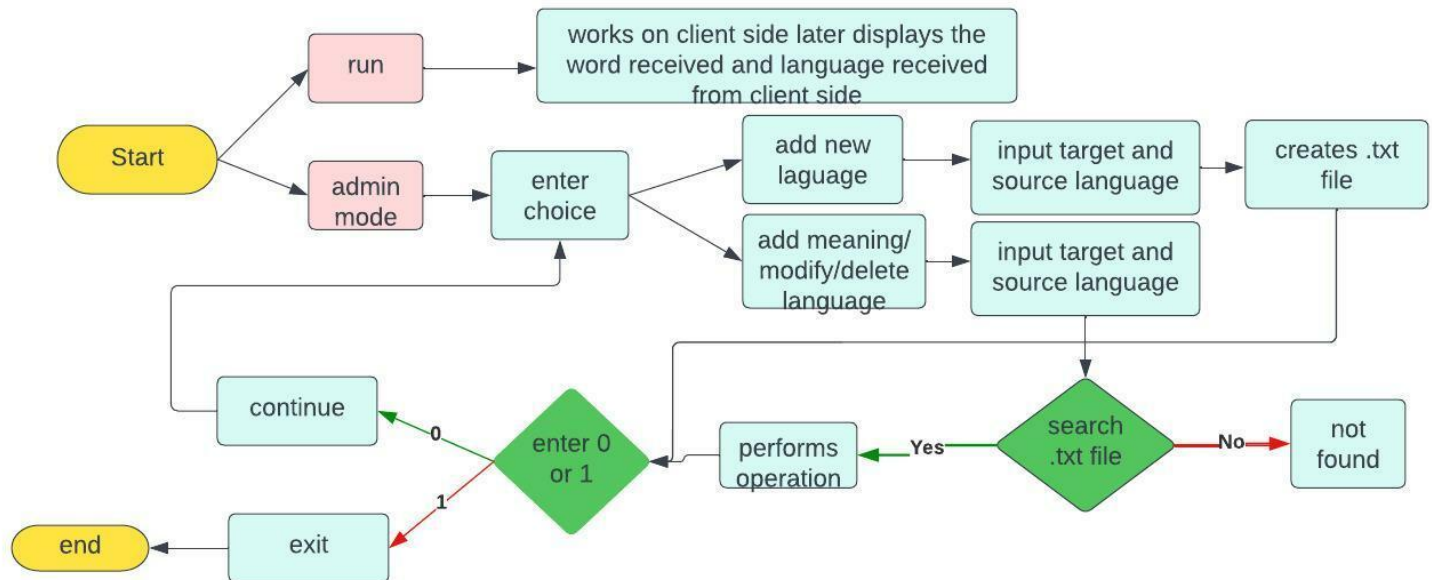 works on client side later displays the
word received and language received
from client side
run
Start
admin
mode
enter
choice
add new
laguage
input target and
source language
creates .txt
file
add meaning/
modify/delete
language
input target and
source language
continue
0
enter 0
or 1
performs
operation
Yes
search
.txt file
No
not
found
1
end
exit